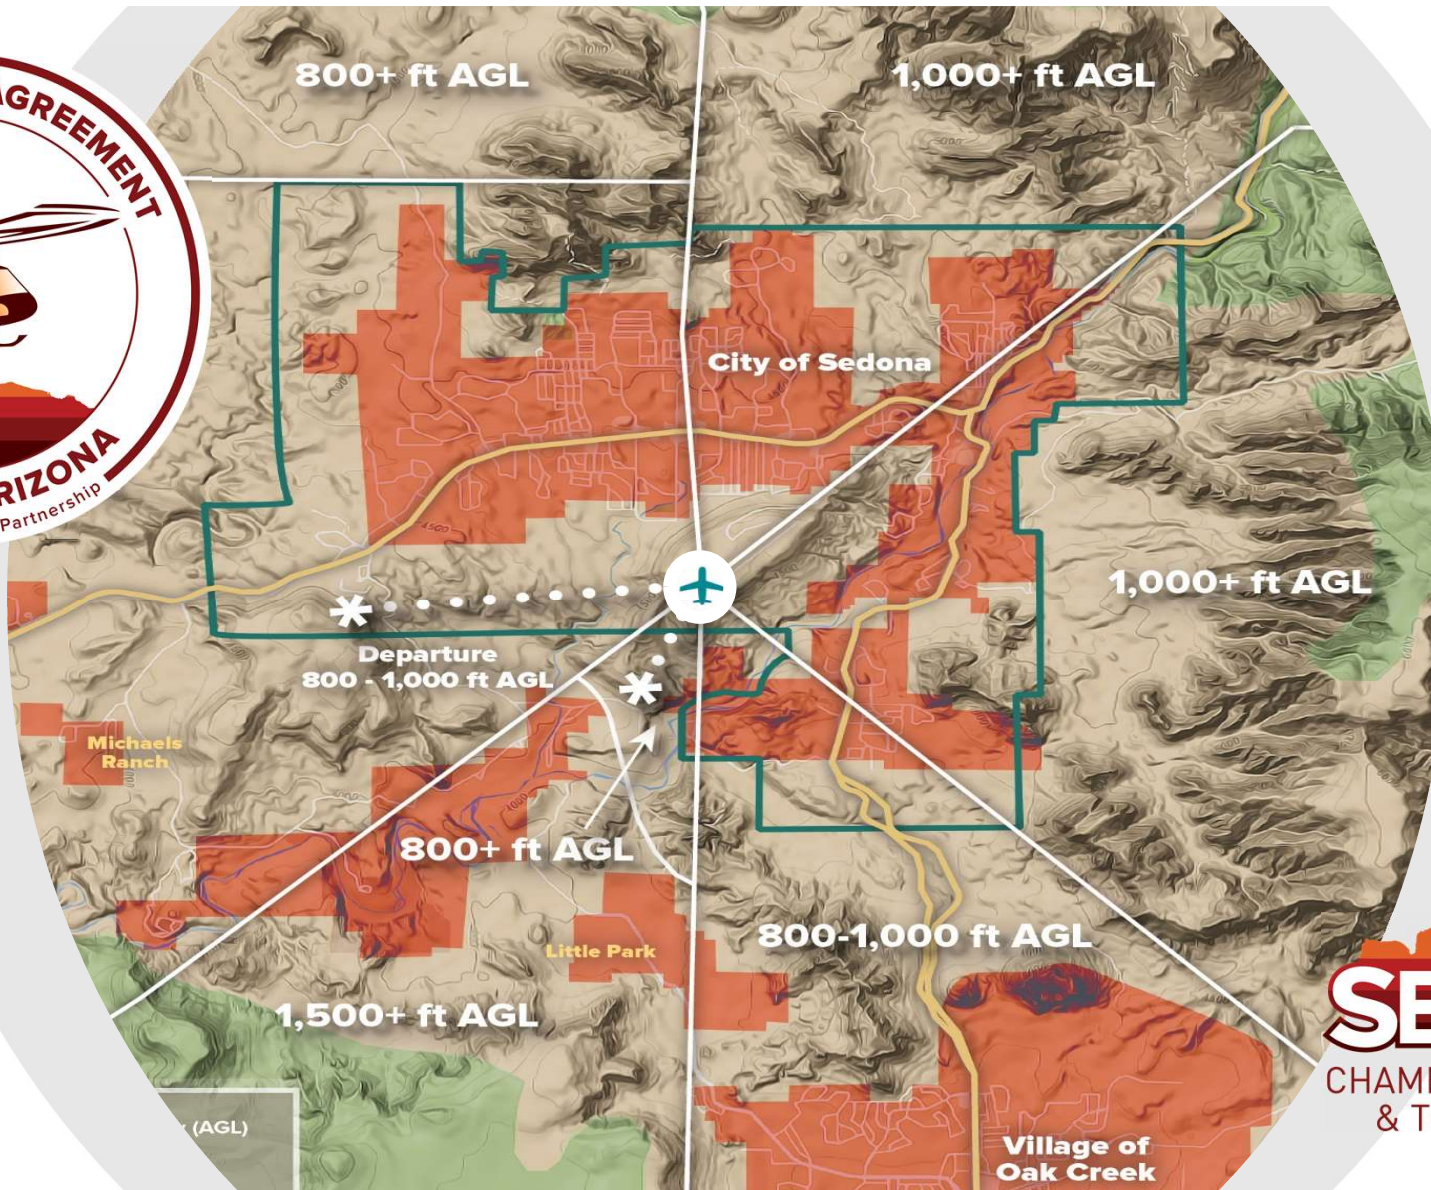 AGREEMENT
RIZONA
Partnership
800+ ft AGL
1,000+ ft AGL
City of Sedona
4500
1,000+ ft AGL
Departure
800 - 1,000 ft AGL
Michaels
Ranch
4000
800+ ft AGL
800-1,000 ft AGL
Little Park
1,500+ ft AGL
(AGL)
Village of
Oak Creek
SE
CHAM
& T